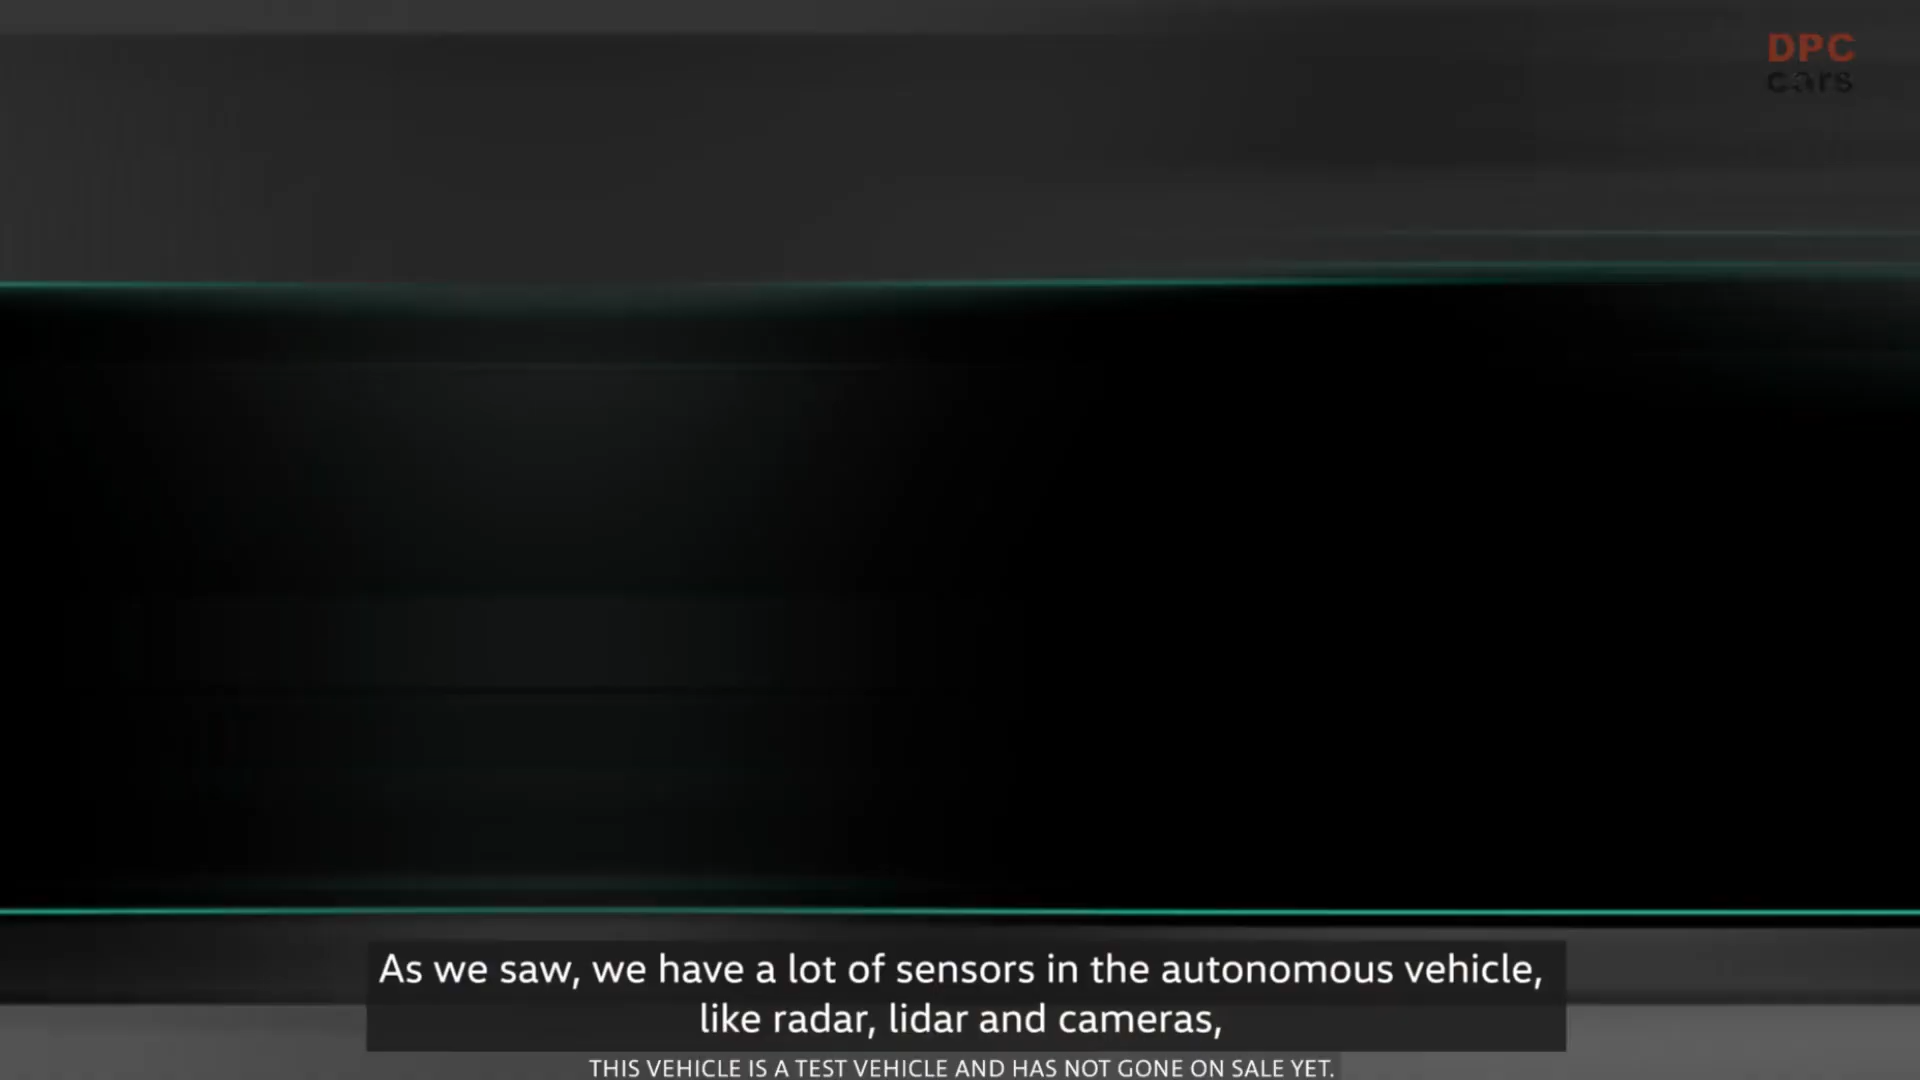 DPC
cars
As we saw, we have a lot of sensors in the autonomous vehicle,
like radar, lidar and cameras,
THIS VEHICLE IS A TEST VEHICLE AND HAS NOT GONE ON SALE YET.